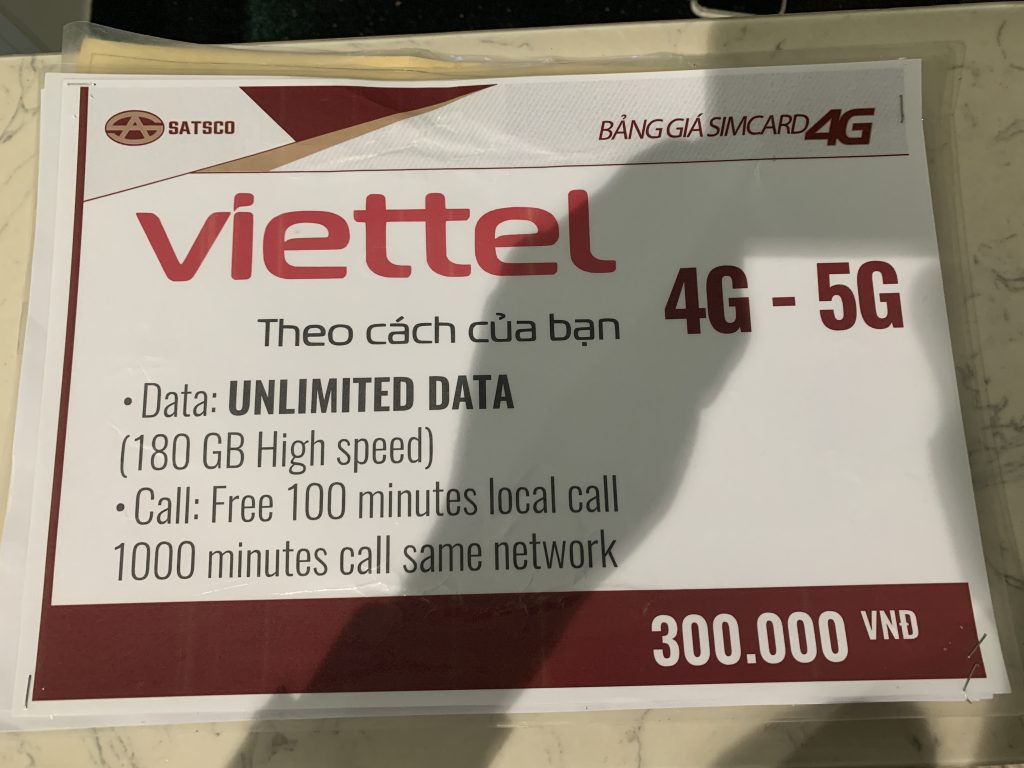 SATSCO
BẢNG GIÁ SIMCARD 4G
viettel
Theo cách của bạn
4G - 5G
• Data: UNLIMITED DATA
(180 GB High speed)
• Call: Free 100 minutes local call
1000 minutes call same network
300.000 VNĐ